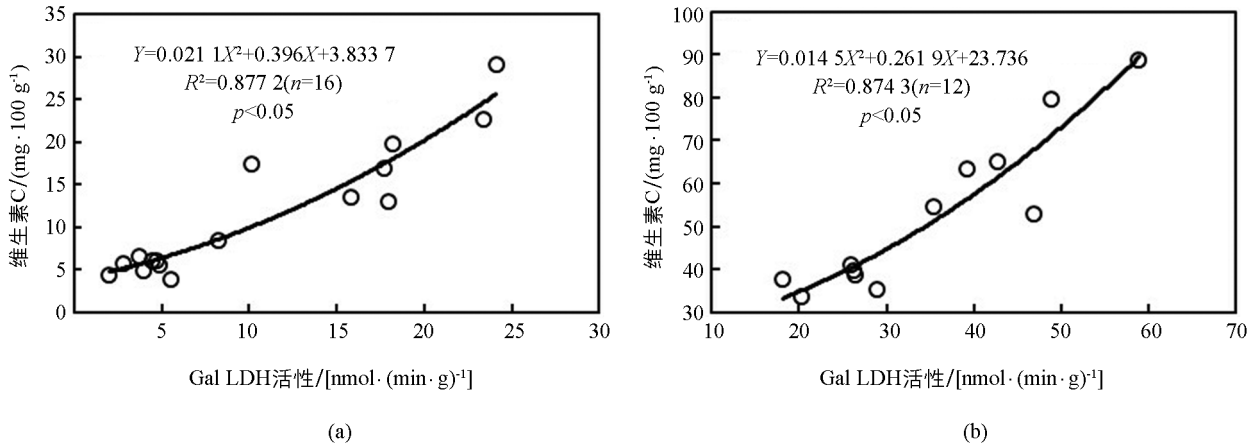 35
30
25
20
15
10
5
0
维生素C/(mg·100 g⁻¹)
Y=0.021 1X²+0.396X+3.833 7
R²=0.877 2(n=16)
p<0.05
5
10
15
20
25
30
Gal LDH活性/[nmol·(min·g)⁻¹]
(a)
100
90
80
70
60
50
40
30
维生素C/(mg·100 g⁻¹)
Y=0.014 5X²+0.261 9X+23.736
R²=0.874 3(n=12)
p<0.05
10
20
30
40
50
60
70
Gal LDH活性/[nmol·(min·g)⁻¹]
(b)